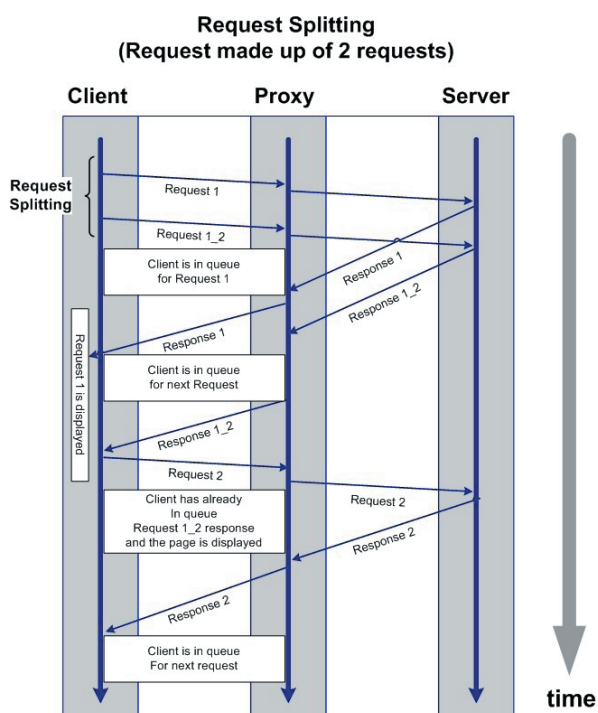 Request Splitting
(Request made up of 2 requests)
Client
Proxy
Server
Request
Splitting
Request 1
Request 1_2
Client is in queue
for Request 1
Response 1
Response 1_2
Response 1
Request 1 is displayed
Client is in queue
for next Request
Response 1_2
Request 2
Request 2
Client has already
In queue
Request 1_2 response
and the page is displayed
Response 2
Response 2
Client is in queue
For next request
time